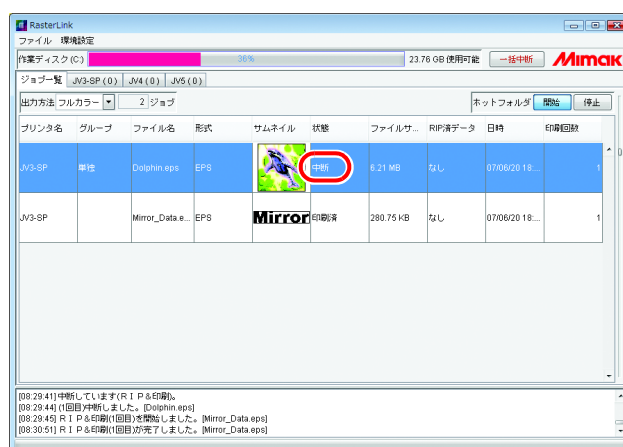 RasterLink
ファイル 環境設定
作業ディスク(C:) 36% 23.76 GB 使用可能 一括中断 Mimaki
ジョブ一覧 JV3-SP (0) JV4 (0) JV5 (0)
出力方法 フルカラー 2 ジョブ ホットフォルダ 開始 停止
プリンタ名 グループ ファイル名 形式 サムネイル 状態 ファイルサ... RIP済データ 日時 印刷回数
JV3-SP 単独 Dolphin.eps EPS 中断 6.21 MB なし 07/06/20 18:... 1
JV3-SP Mirror_Data.e... EPS Mirror 印刷済 280.75 KB なし 07/06/20 18:... 1
[08:29:41] 中断しています(ＲＩＰ＆印刷)。
[08:29:44] (1回目)中断しました。 [Dolphin.eps]
[08:29:45] ＲＩＰ＆印刷(1回目)を開始しました。 [Mirror_Data.eps]
[08:30:51] ＲＩＰ＆印刷(1回目)が完了しました。 [Mirror_Data.eps]